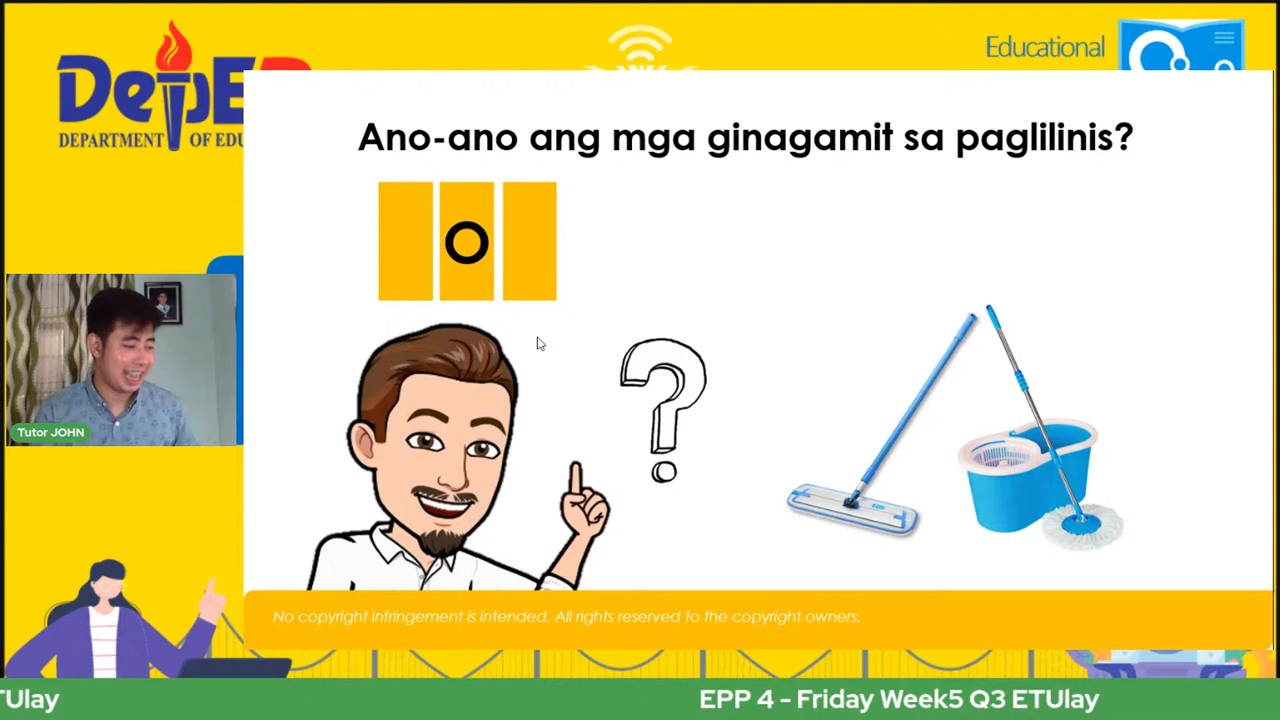 DepED
DEPARTMENT OF EDU
Educational
Ano-ano ang mga ginagamit sa paglilinis?
O
Tutor JOHN
No copyright infringement is intended. All rights reserved to the copyright owners.
TUlay
EPP 4 - Friday Week5 Q3 ETUlay